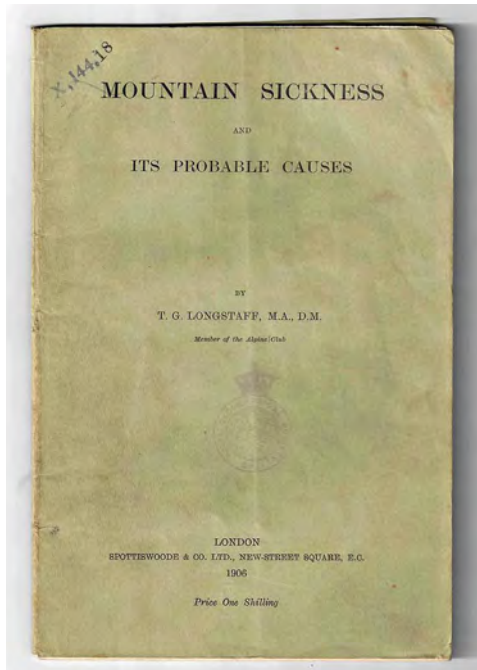 x.144.18
MOUNTAIN SICKNESS
AND
ITS PROBABLE CAUSES
BY
T. G. LONGSTAFF, M.A., D.M.
Member of the Alpine Club
LONDON
SPOTTISWOODE & CO. LTD., NEW-STREET SQUARE, E.C.
1906
Price One Shilling